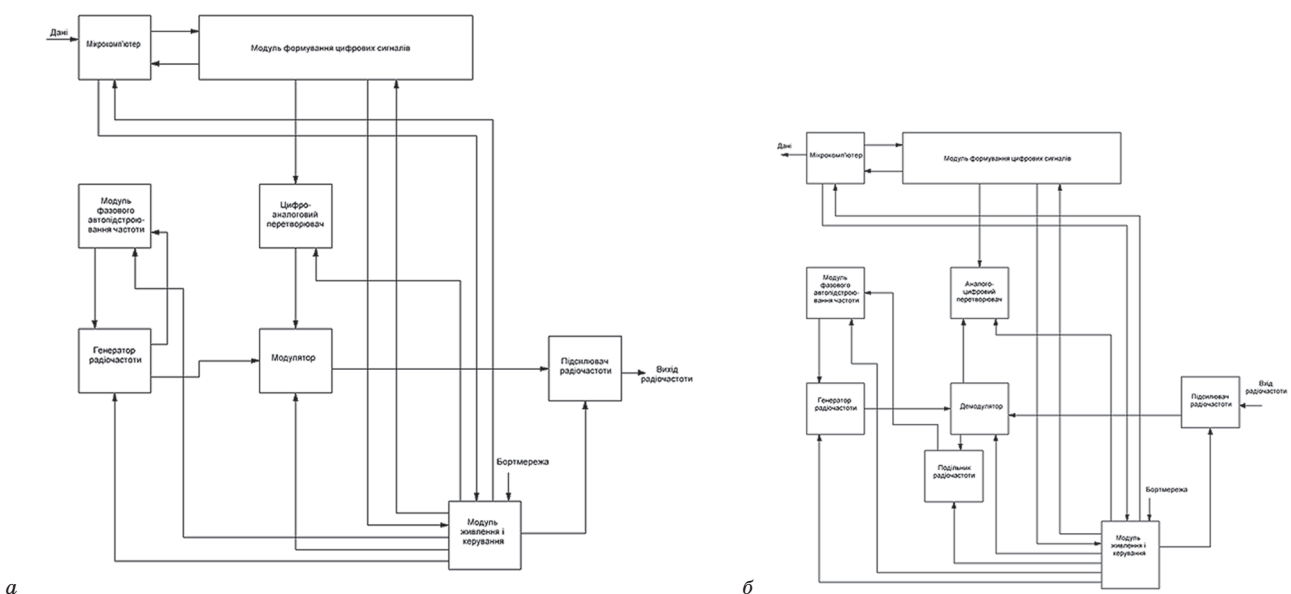 Дані
Мікрокомп'ютер
Модуль формування цифрових сигналів
Модуль
фазового
автопідстрою-
вання частоти
Цифро-
аналоговий
перетворювач
Генератор
радіочастоти
Модулятор
Підсилювач
радіочастоти
Вихід
радіочастоти
Бортмережа
Модуль
живлення і
керування
а
Дані
Мікрокомп'ютер
Модуль формування цифрових сигналів
Модуль
фазового
автопідстрою-
вання частоти
Аналого-
цифровий
перетворювач
Генератор
радіочастоти
Демодулятор
Підсилювач
радіочастоти
Вхід
радіочастоти
Подільник
радіочастоти
Бортмережа
Модуль
живлення і
керування
б